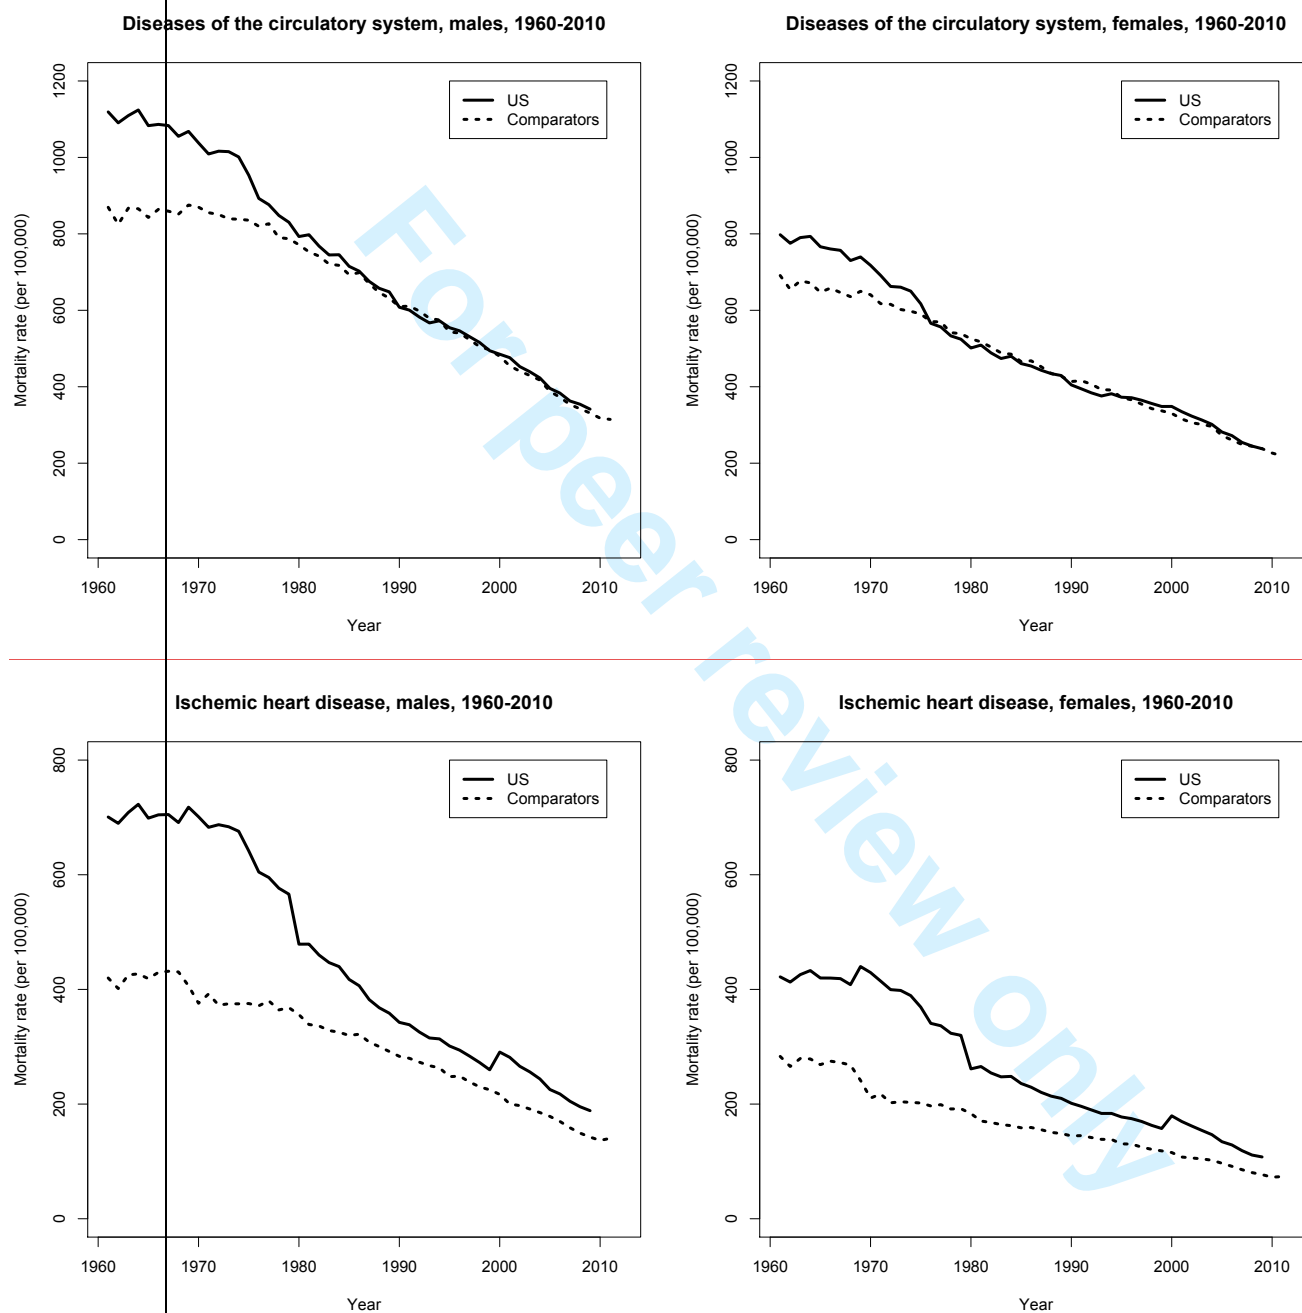 Diseases of the circulatory system, males, 1960-2010
Mortality rate (per 100,000)
1200
1000
800
600
400
200
0
US
Comparators
1960 1970 1980 1990 2000 2010
Year
Diseases of the circulatory system, females, 1960-2010
Mortality rate (per 100,000)
1200
1000
800
600
400
200
0
US
Comparators
1960 1970 1980 1990 2000 2010
Year
Ischemic heart disease, males, 1960-2010
Mortality rate (per 100,000)
800
600
400
200
0
US
Comparators
1960 1970 1980 1990 2000 2010
Year
Ischemic heart disease, females, 1960-2010
Mortality rate (per 100,000)
800
600
400
200
0
US
Comparators
1960 1970 1980 1990 2000 2010
Year
For peer review only